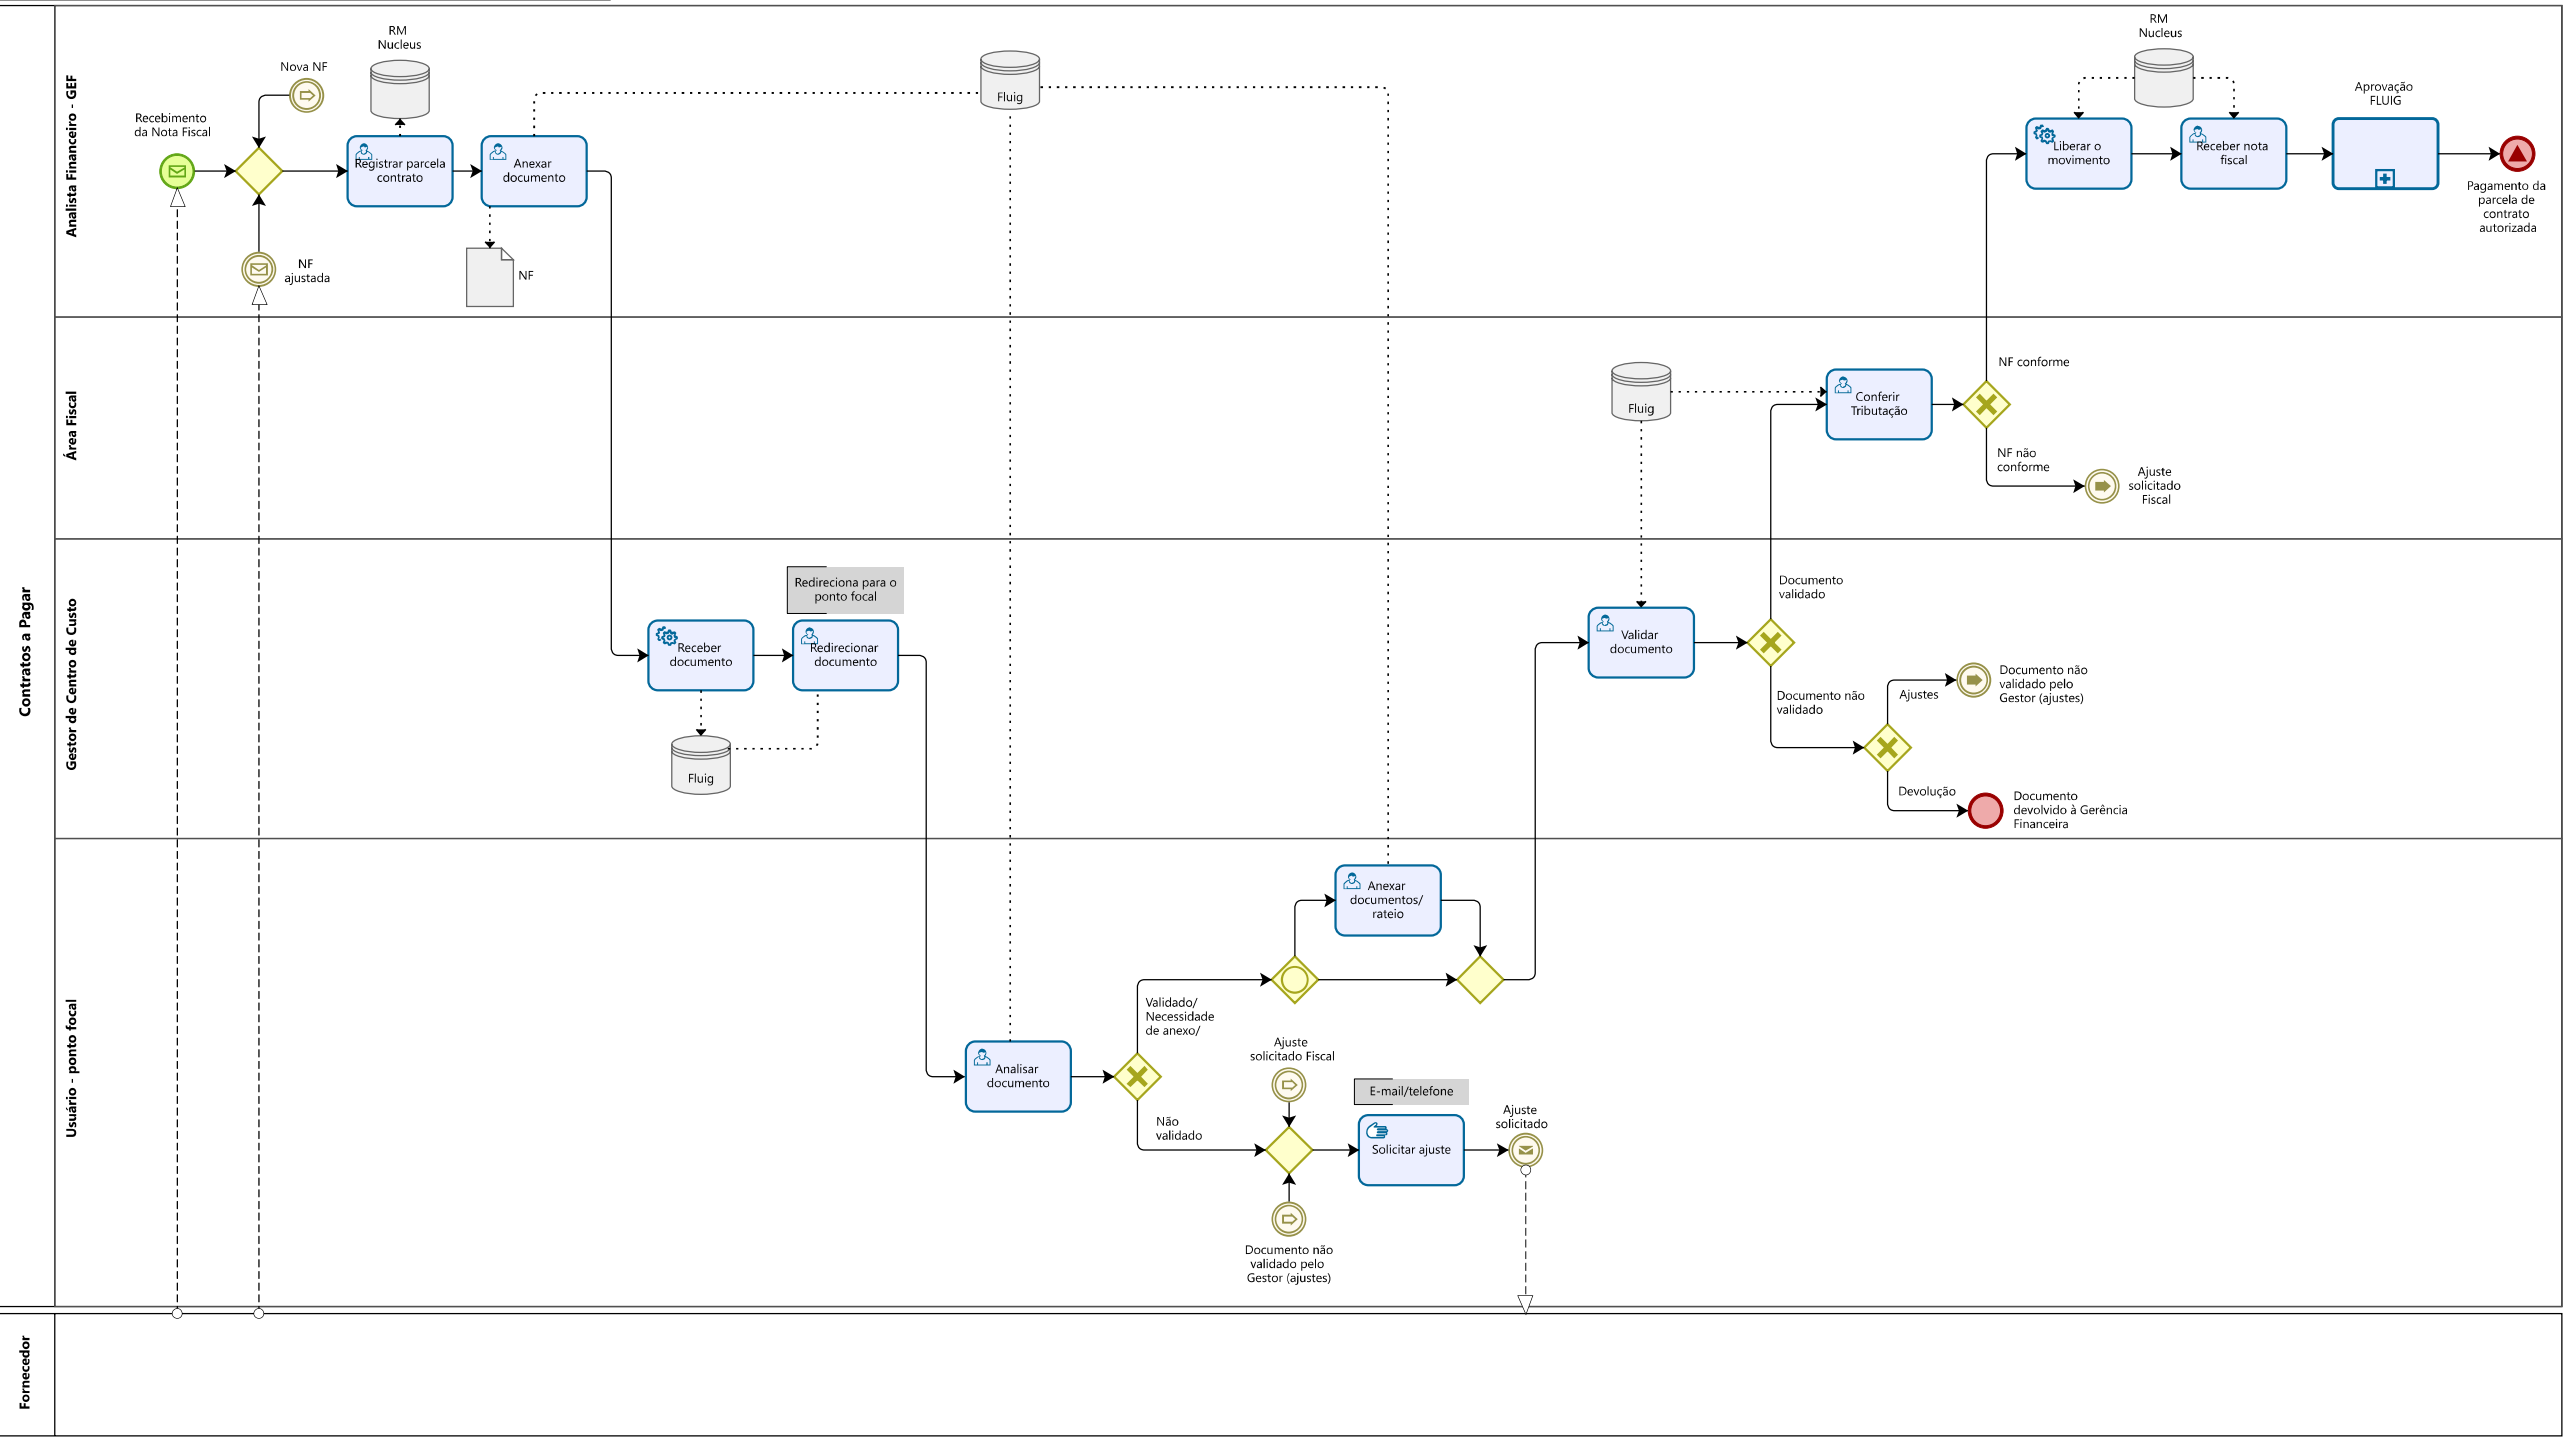 Contratos a Pagar
Analista Financeiro - GEF
Recebimento
da Nota Fiscal
Nova NF
NF
ajustada
RM
Nucleus
Registrar parcela
contrato
Anexar
documento
NF
Fluig
RM
Nucleus
Liberar o
movimento
Receber nota
fiscal
Aprovação
FLUIG
Pagamento da
parcela de
contrato
autorizada
Área Fiscal
Fluig
Conferir
Tributação
NF conforme
NF não
conforme
Ajuste
solicitado
Fiscal
Gestor de Centro de Custo
Receber
documento
Redireciona para o
ponto focal
Redirecionar
documento
Fluig
Validar
documento
Documento
validado
Documento não
validado
Ajustes
Documento não
validado pelo
Gestor (ajustes)
Devolução
Documento
devolvido à Gerência
Financeira
Usuário - ponto focal
Analisar
documento
Validado/
Necessidade
de anexo/
Não
validado
Anexar
documentos/
rateio
Ajuste
solicitado Fiscal
Documento não
validado pelo
Gestor (ajustes)
E-mail/telefone
Solicitar ajuste
Ajuste
solicitado
Fornecedor